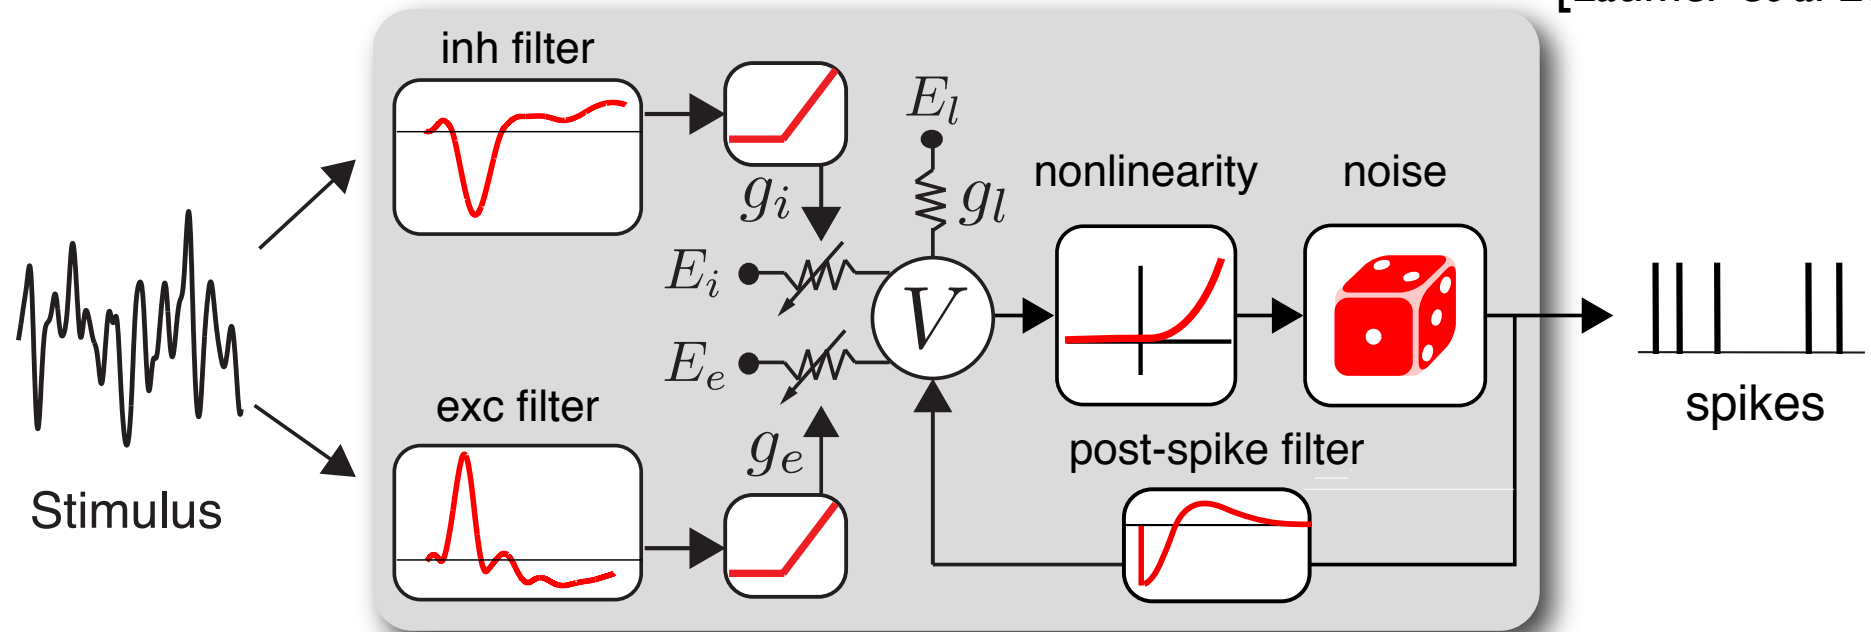 inh filter
E_l
nonlinearity
noise
g_i
g_l
E_i
V
E_e
exc filter
spikes
g_e
post-spike filter
Stimulus